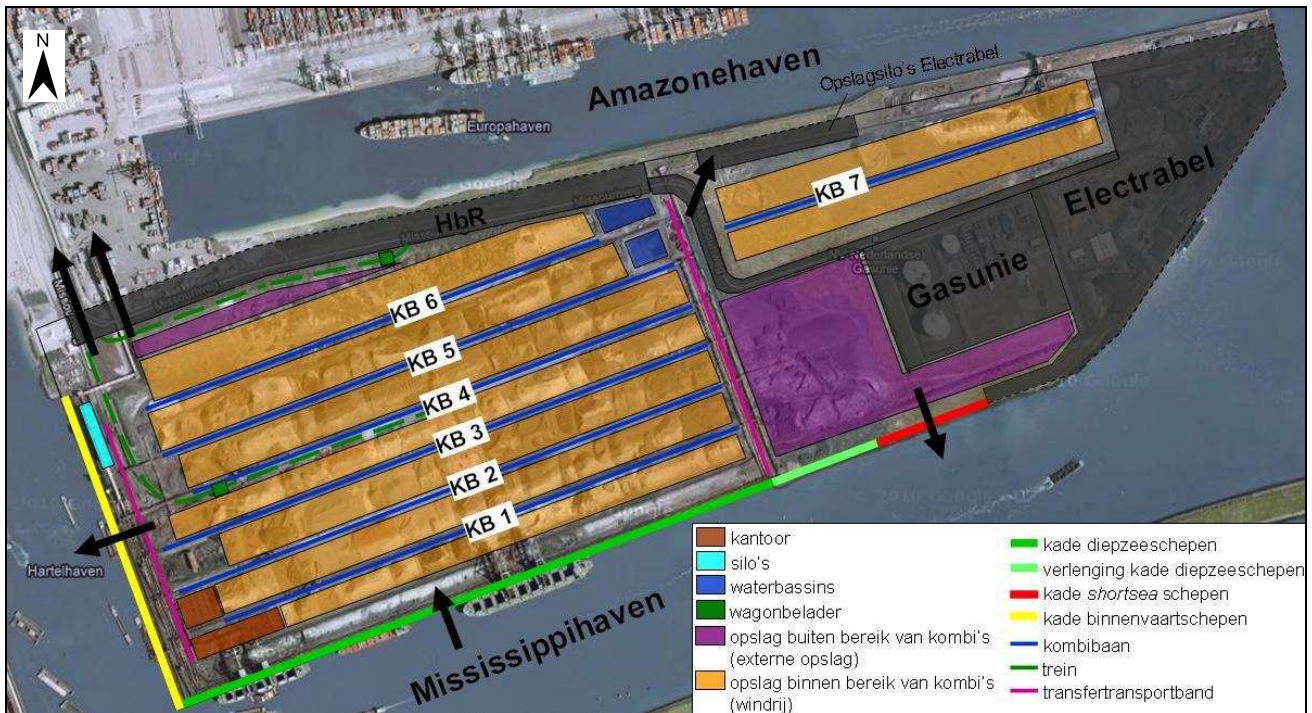 N
Amazonehaven
Opslagsilo's Electrabel
Europahaven
KB 7
Electrabel
HbR
Gasunie
Gasunie
KB 6
KB 5
KB 4
KB 3
KB 2
KB 1
Hartelhaven
Mississippihaven
kantoor
silo's
waterbassins
wagonbelader
opslag buiten bereik van kombi's
(externe opslag)
opslag binnen bereik van kombi's
(windrij)
kade diepzeeschepen
verlenging kade diepzeeschepen
kade shortsea schepen
kade binnenvaartschepen
kombibaan
trein
transfertransportband